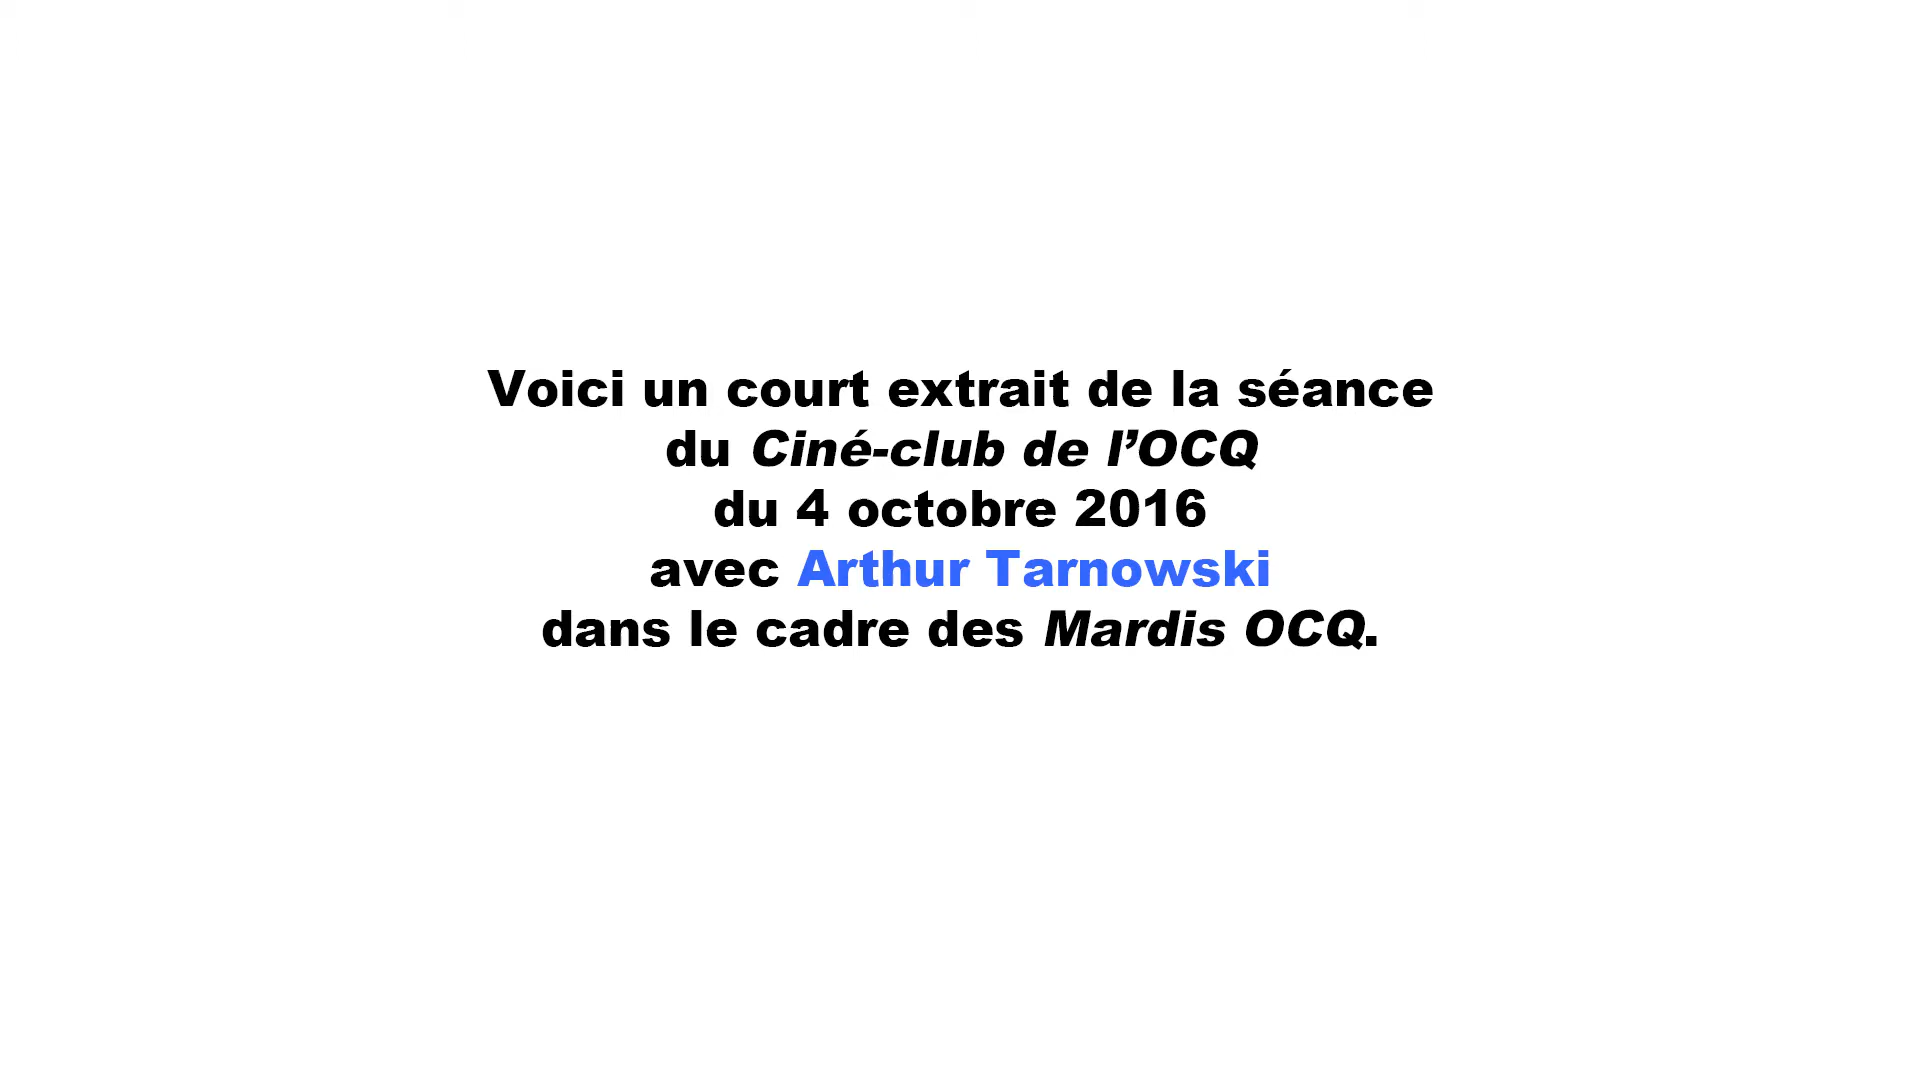 Voici un court extrait de la séance
du Ciné-club de l’OCQ
du 4 octobre 2016
avec Arthur Tarnowski
dans le cadre des Mardis OCQ.